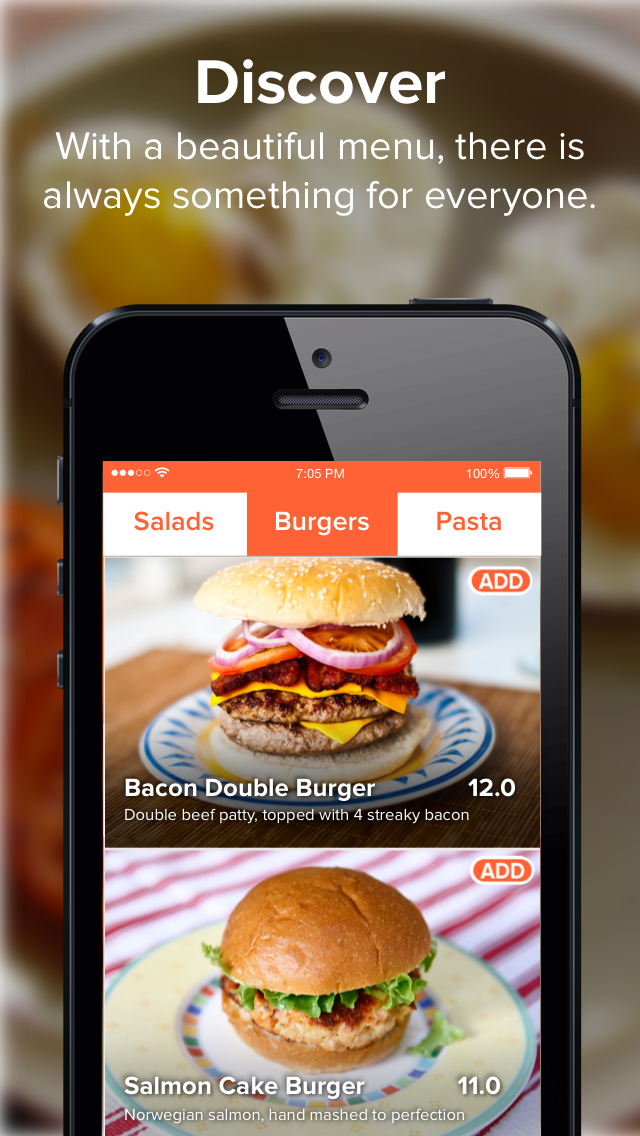 Discover
With a beautiful menu, there is
always something for everyone.
7:05 PM
100%
Salads
Burgers
Pasta
ADD
Bacon Double Burger
12.0
Double beef patty, topped with 4 streaky bacon
ADD
Salmon Cake Burger
11.0
Norwegian salmon, hand mashed to perfection